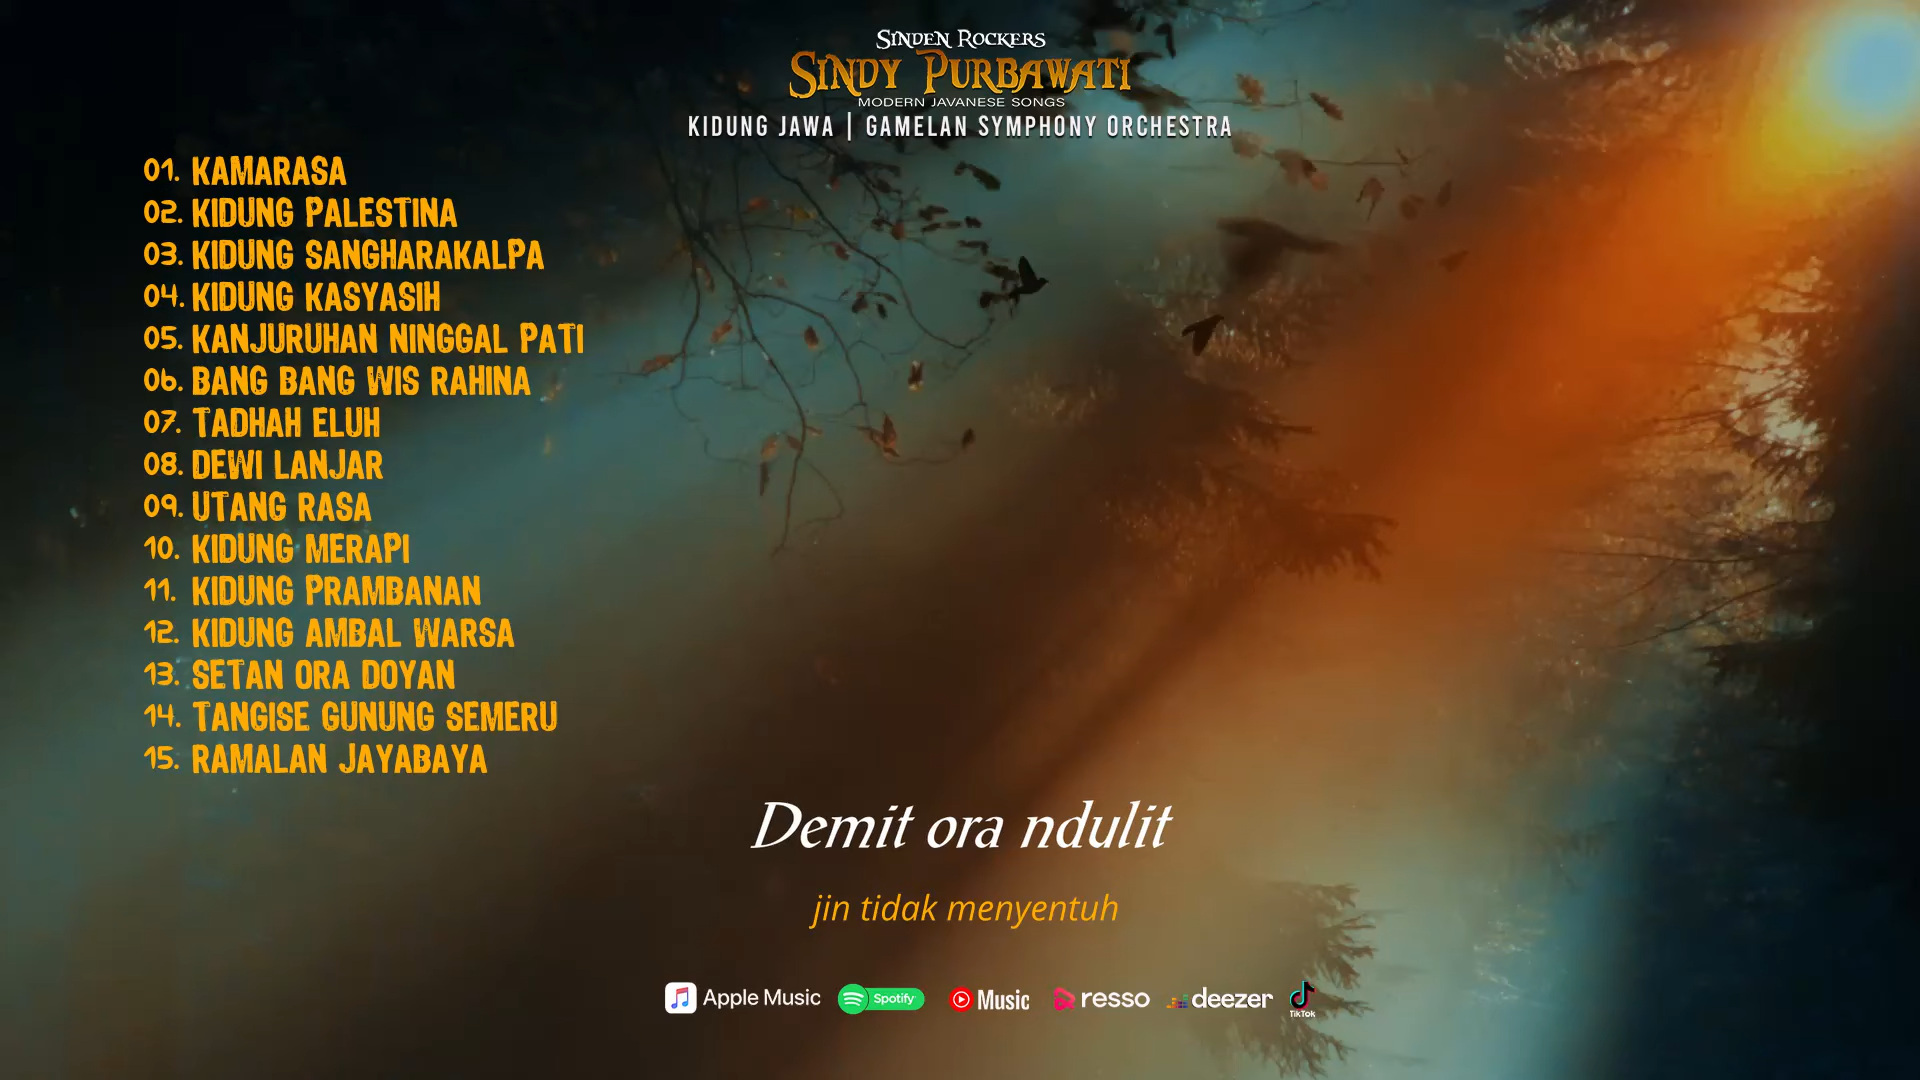 SINDEN ROCKERS
SINDY PURBAWATI
MODERN JAVANESE SONGS
KIDUNG JAWA | GAMELAN SYMPHONY ORCHESTRA
01. KAMARASA
02. KIDUNG PALESTINA
03. KIDUNG SANGHARAKALPA
04. KIDUNG KASYASIH
05. KANJURUHAN NINGGAL PATI
06. BANG BANG WIS RAHINA
07. TADHAH ELUH
08. DEWI LANJAR
09. UTANG RASA
10. KIDUNG MERAPI
11. KIDUNG PRAMBANAN
12. KIDUNG AMBAL WARSA
13. SETAN ORA DOYAN
14. TANGISE GUNUNG SEMERU
15. RAMALAN JAYABAYA
Demit ora ndulit
jin tidak menyentuh
Apple Music Spotify Music resso deezer TikTok